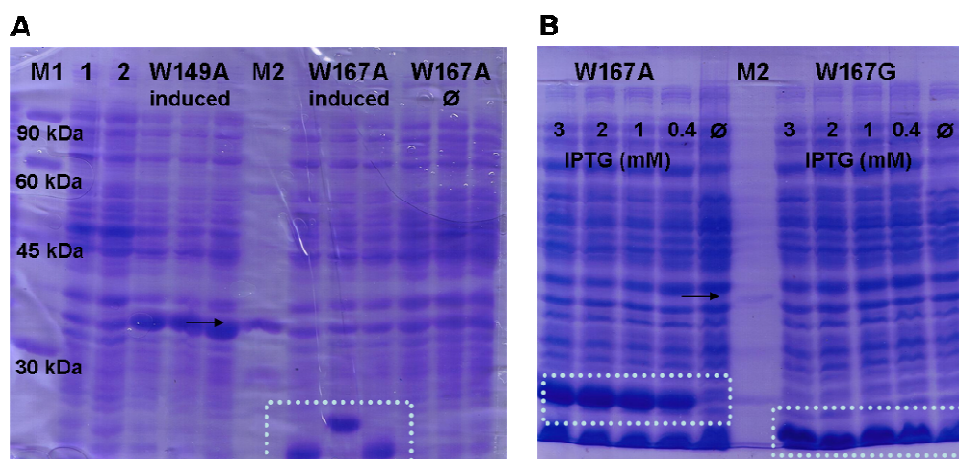 A
M1 1 2 W149A M2 W167A W167A
induced induced Ø
90 kDa
60 kDa
45 kDa
30 kDa
B
W167A M2 W167G
3 2 1 0.4 Ø 3 2 1 0.4 Ø
IPTG (mM) IPTG (mM)